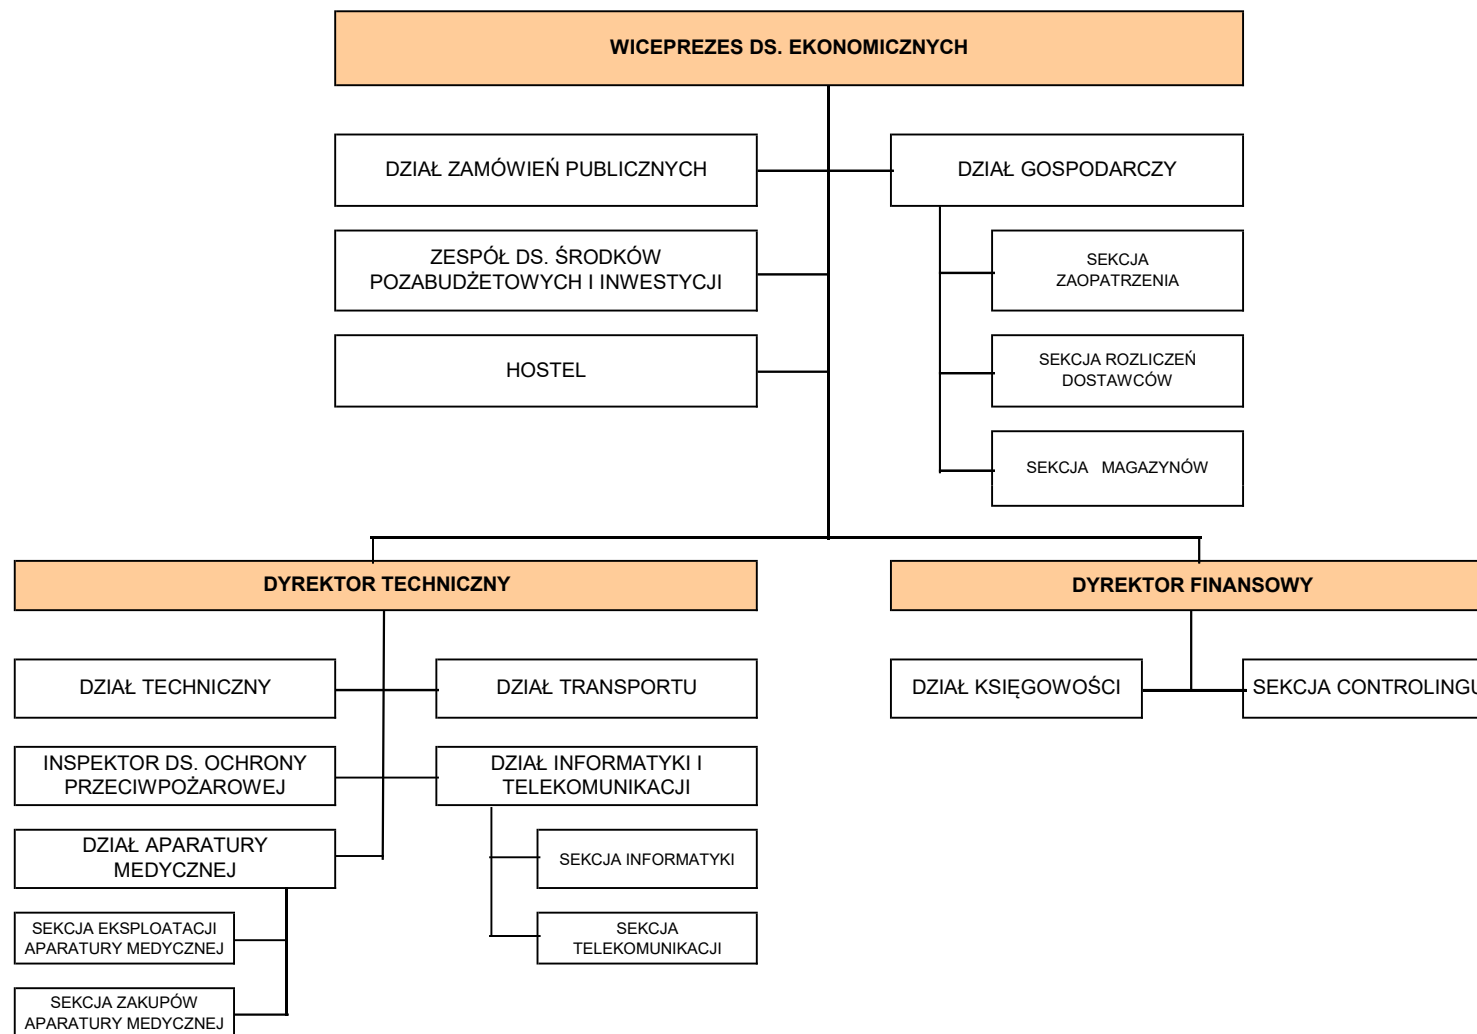 WICEPREZES DS. EKONOMICZNYCH
DZIAŁ ZAMÓWIEŃ PUBLICZNYCH
DZIAŁ GOSPODARCZY
ZESPÓŁ DS. ŚRODKÓW
POZABUDŻETOWYCH I INWESTYCJI
SEKCJA
ZAOPATRZENIA
HOSTEL
SEKCJA ROZLICZEŃ
DOSTAWCÓW
SEKCJA MAGAZYNÓW
DYREKTOR TECHNICZNY
DYREKTOR FINANSOWY
DZIAŁ TECHNICZNY
DZIAŁ TRANSPORTU
DZIAŁ KSIĘGOWOŚCI
SEKCJA CONTROLINGU
INSPEKTOR DS. OCHRONY
PRZECIWPOŻAROWEJ
DZIAŁ INFORMATYKI I
TELEKOMUNIKACJI
DZIAŁ APARATURY
MEDYCZNEJ
SEKCJA INFORMATYKI
SEKCJA EKSPLOATACJI
APARATURY MEDYCZNEJ
SEKCJA
TELEKOMUNIKACJI
SEKCJA ZAKUPÓW
APARATURY MEDYCZNEJ